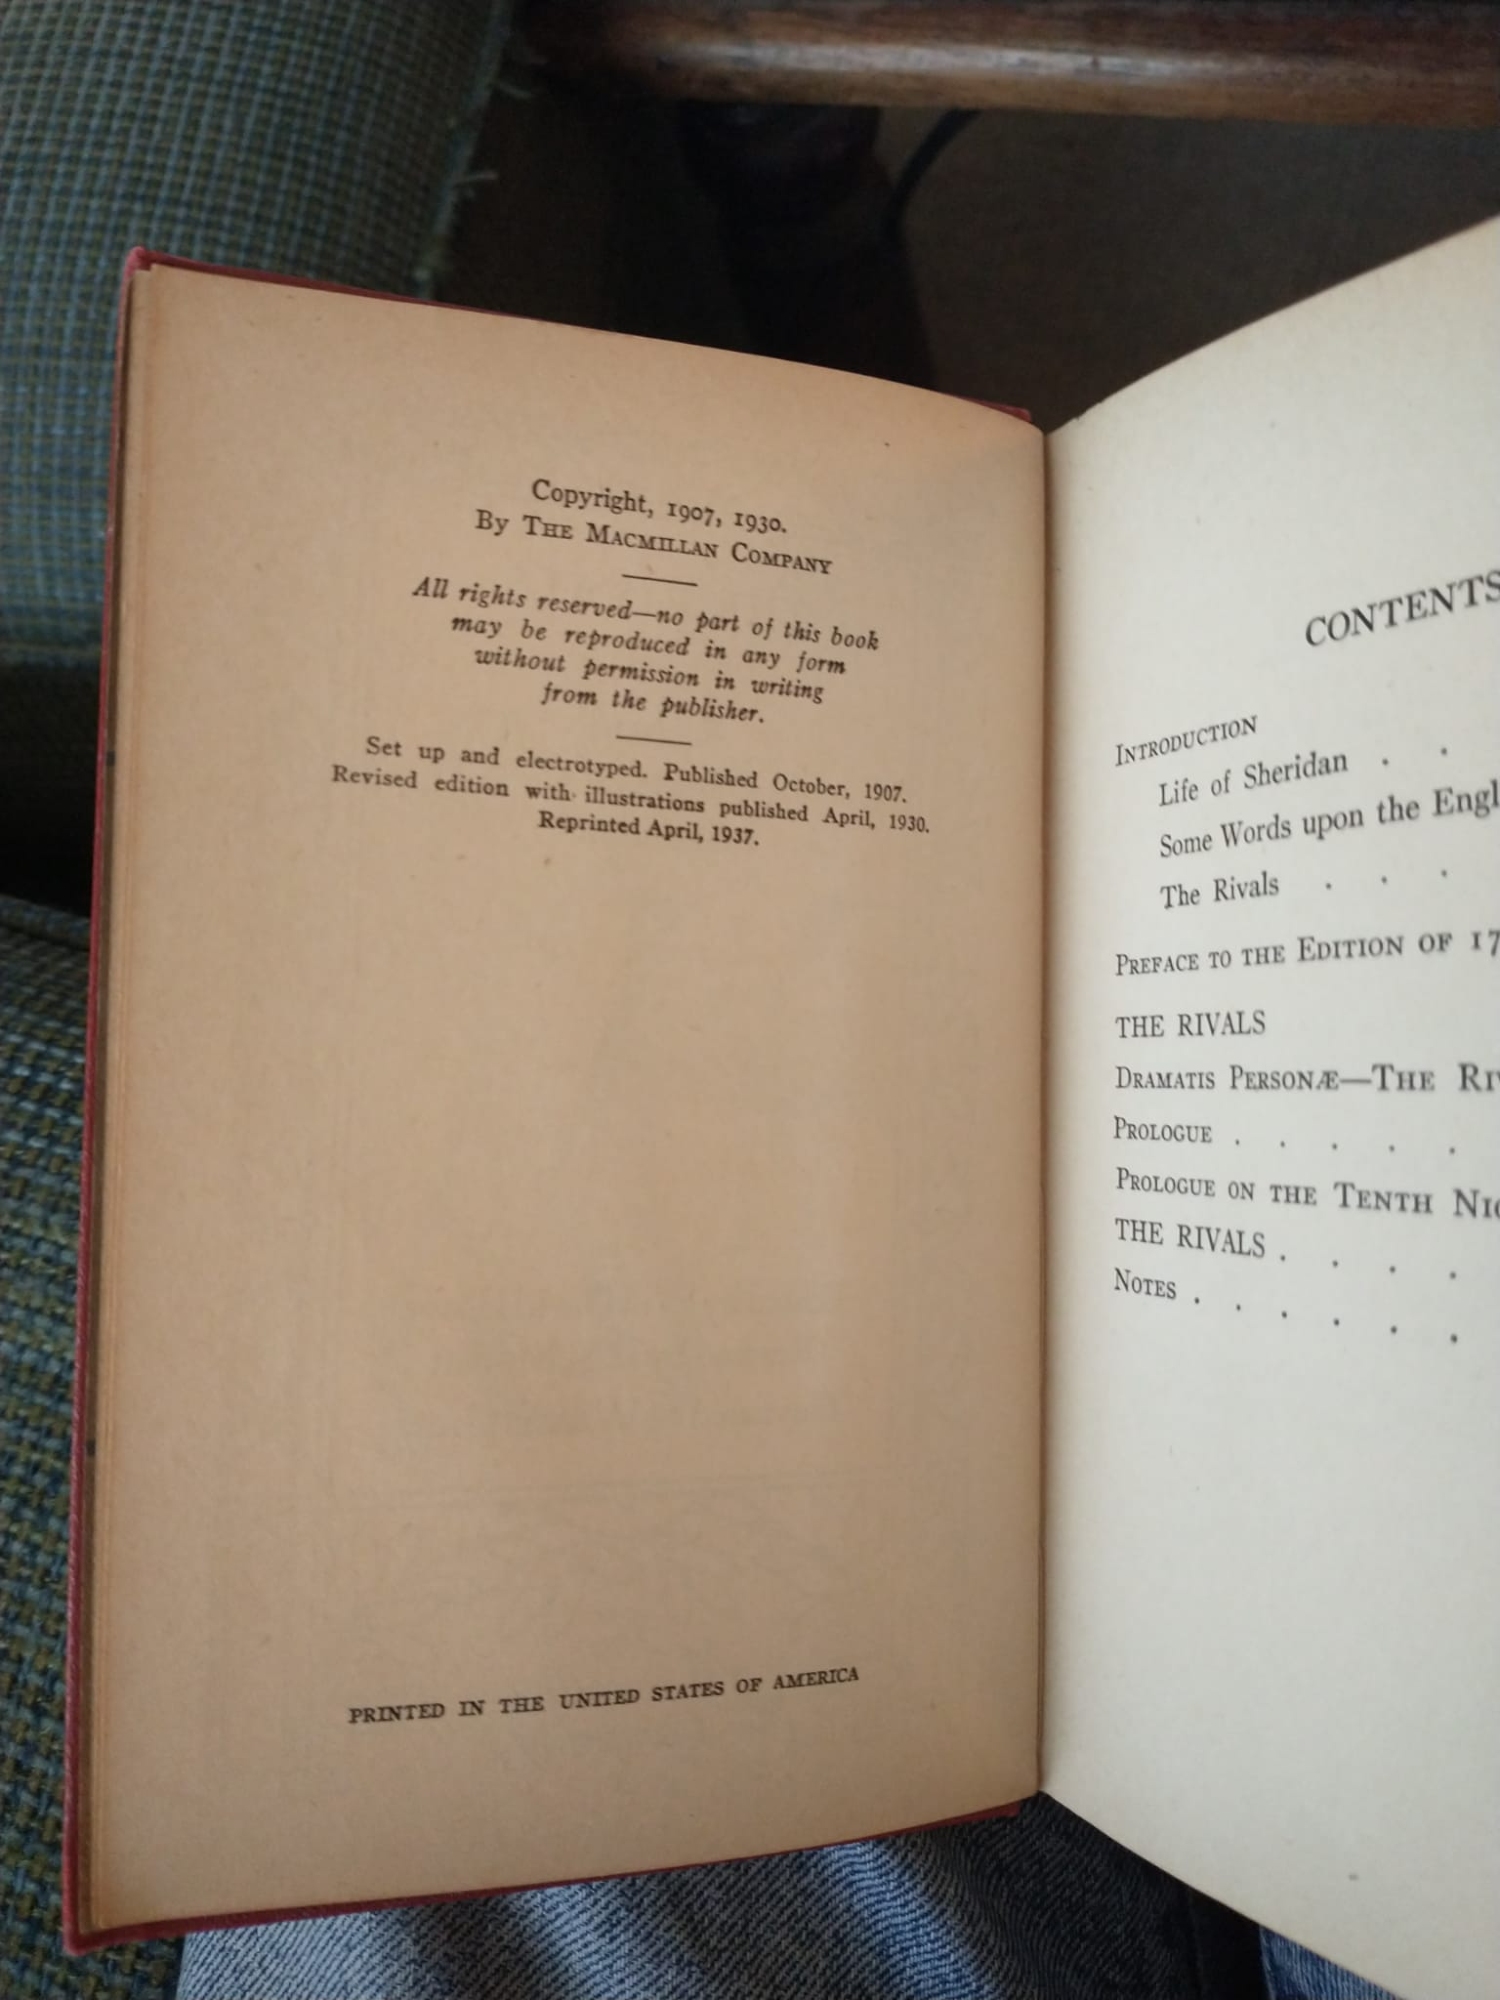 Copyright, 1907, 1930.
By THE MACMILLAN COMPANY
All rights reserved—no part of this book
may be reproduced in any form
without permission in writing
from the publisher.
Set up and electrotyped. Published October, 1907.
Revised edition with illustrations published April, 1930.
Reprinted April, 1937.
PRINTED IN THE UNITED STATES OF AMERICA
CONTENTS
INTRODUCTION
Life of Sheridan . .
Some Words upon the Engl
The Rivals . . .
PREFACE TO THE EDITION OF 17
THE RIVALS
DRAMATIS PERSONÆ—THE RIV
PROLOGUE . . . . .
PROLOGUE ON THE TENTH NIG
THE RIVALS . . . .
NOTES . . . . . .